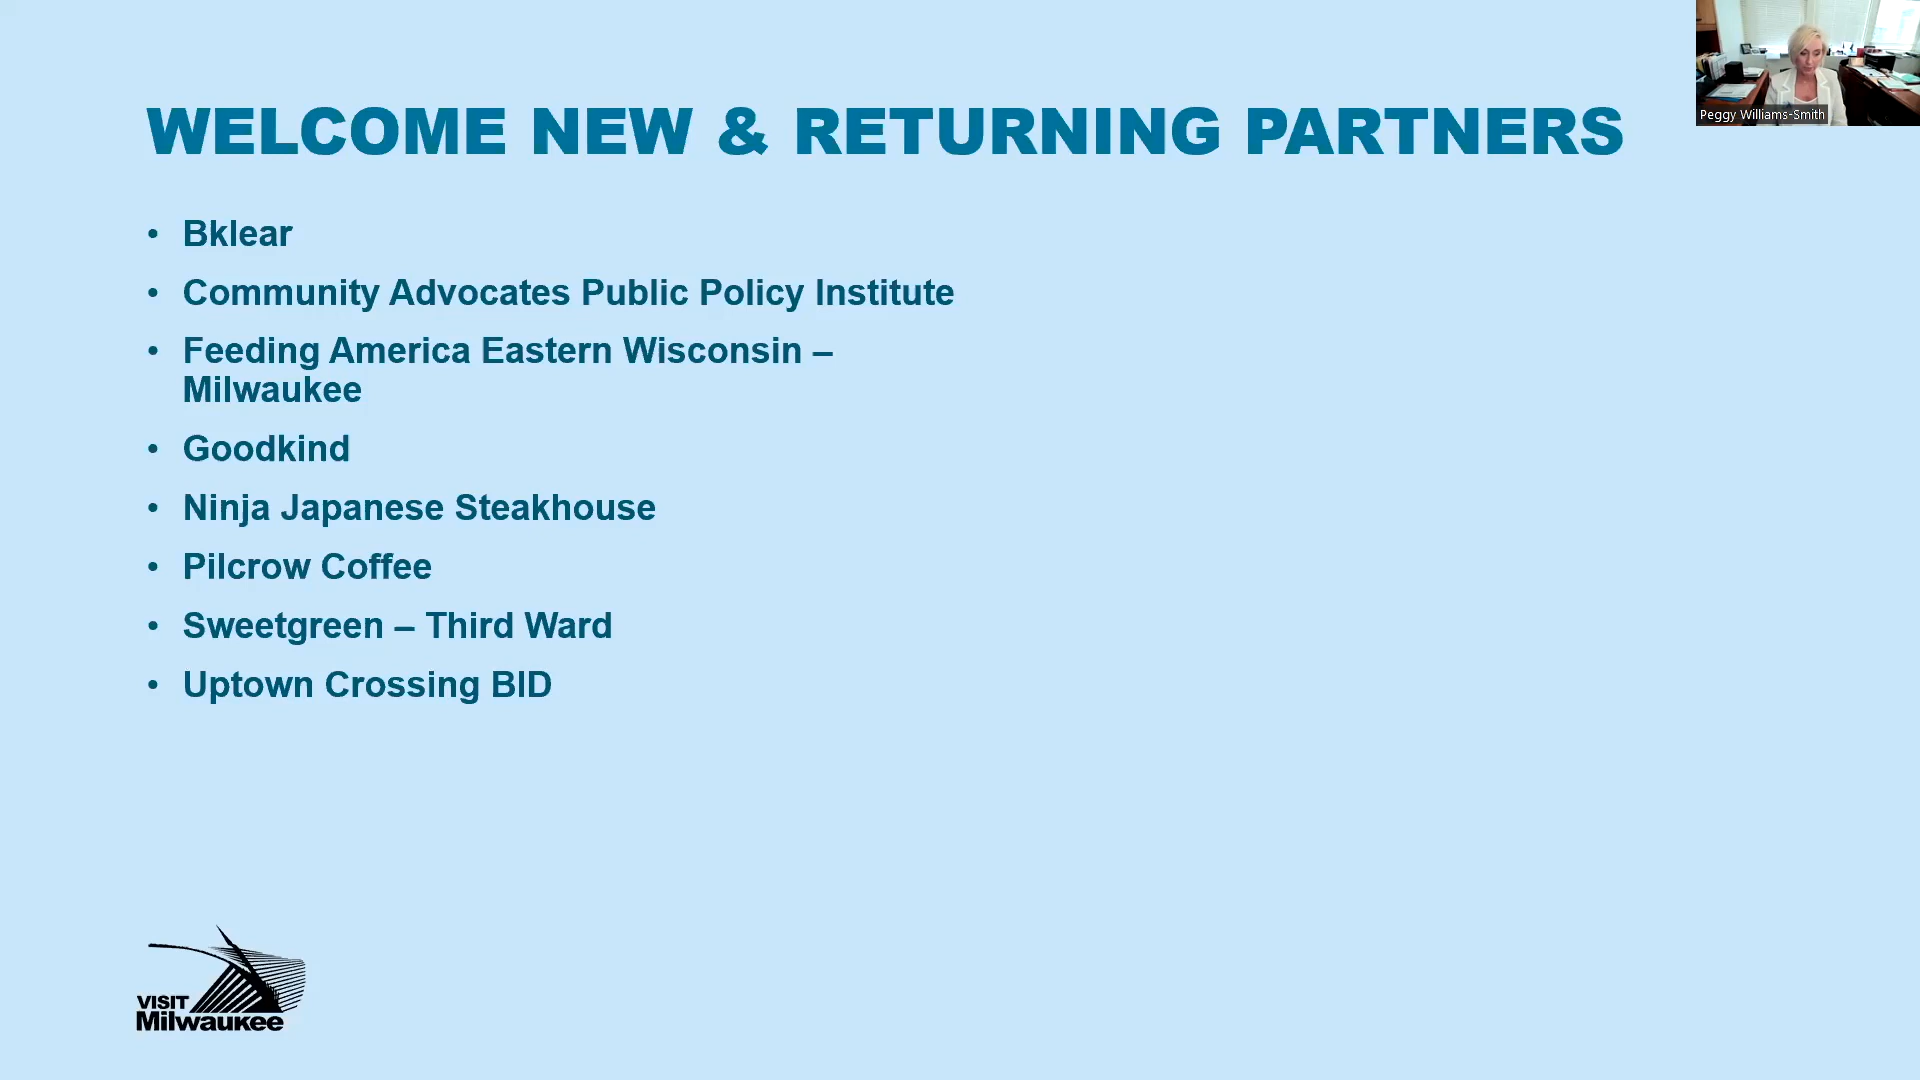 WELCOME NEW & RETURNING PARTNERS
Peggy Williams-Smith
• Bklear
• Community Advocates Public Policy Institute
• Feeding America Eastern Wisconsin –
Milwaukee
• Goodkind
• Ninja Japanese Steakhouse
• Pilcrow Coffee
• Sweetgreen – Third Ward
• Uptown Crossing BID
VISIT
Milwaukee